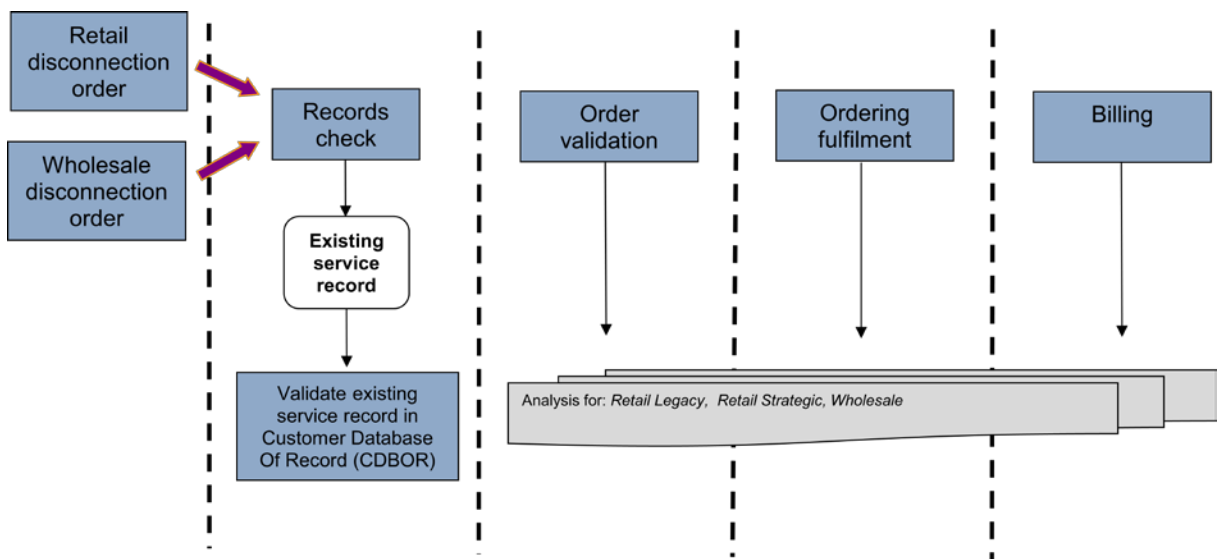 Retail
disconnection
order
Wholesale
disconnection
order
Records
check
Existing
service
record
Validate existing
service record in
Customer Database
Of Record (CDBOR)
Order
validation
Ordering
fulfilment
Billing
Analysis for: Retail Legacy, Retail Strategic, Wholesale